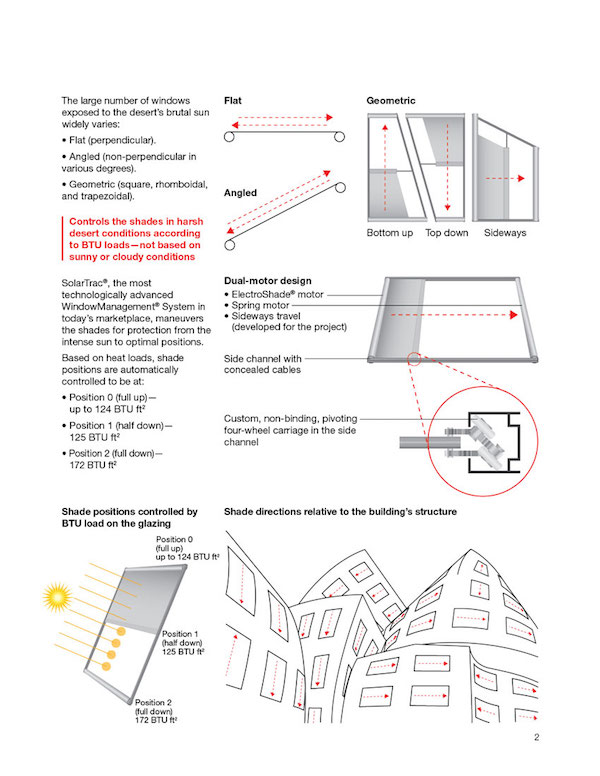 The large number of windows
exposed to the desert's brutal sun
widely varies:
• Flat (perpendicular).
• Angled (non-perpendicular in
various degrees).
• Geometric (square, rhomboidal,
and trapezoidal).
Controls the shades in harsh
desert conditions according
to BTU loads—not based on
sunny or cloudy conditions
SolarTrac®, the most
technologically advanced
WindowManagement® System in
today's marketplace, maneuvers
the shades for protection from the
intense sun to optimal positions.
Based on heat loads, shade
positions are automatically
controlled to be at:
• Position 0 (full up)—
up to 124 BTU ft²
• Position 1 (half down)—
125 BTU ft²
• Position 2 (full down)—
172 BTU ft²
Flat
Angled
Geometric
Bottom up
Top down
Sideways
Dual-motor design
• ElectroShade® motor
• Spring motor
• Sideways travel
(developed for the project)
Side channel with
concealed cables
Custom, non-binding, pivoting
four-wheel carriage in the side
channel
Shade positions controlled by
BTU load on the glazing
Position 0
(full up)
up to 124 BTU ft²
Position 1
(half down)
125 BTU ft²
Position 2
(full down)
172 BTU ft²
Shade directions relative to the building's structure
2